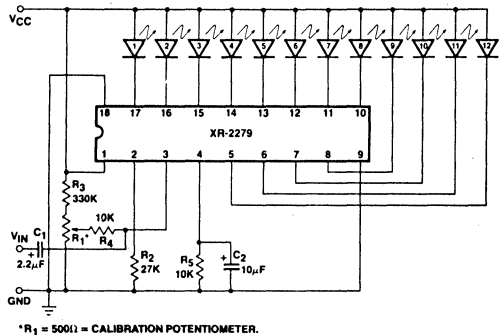 VCC
1 2 3 4 5 6 7 8 9 10 11 12
18 17 16 15 14 13 12 11 10
XR-2279
1 2 3 4 5 6 7 8 9
R3
330K
10K
R4
R1*
VIN
C1
+
2.2µF
R2
27K
R5
10K
+
C2
10µF
GND
*R1 = 500Ω = CALIBRATION POTENTIOMETER.